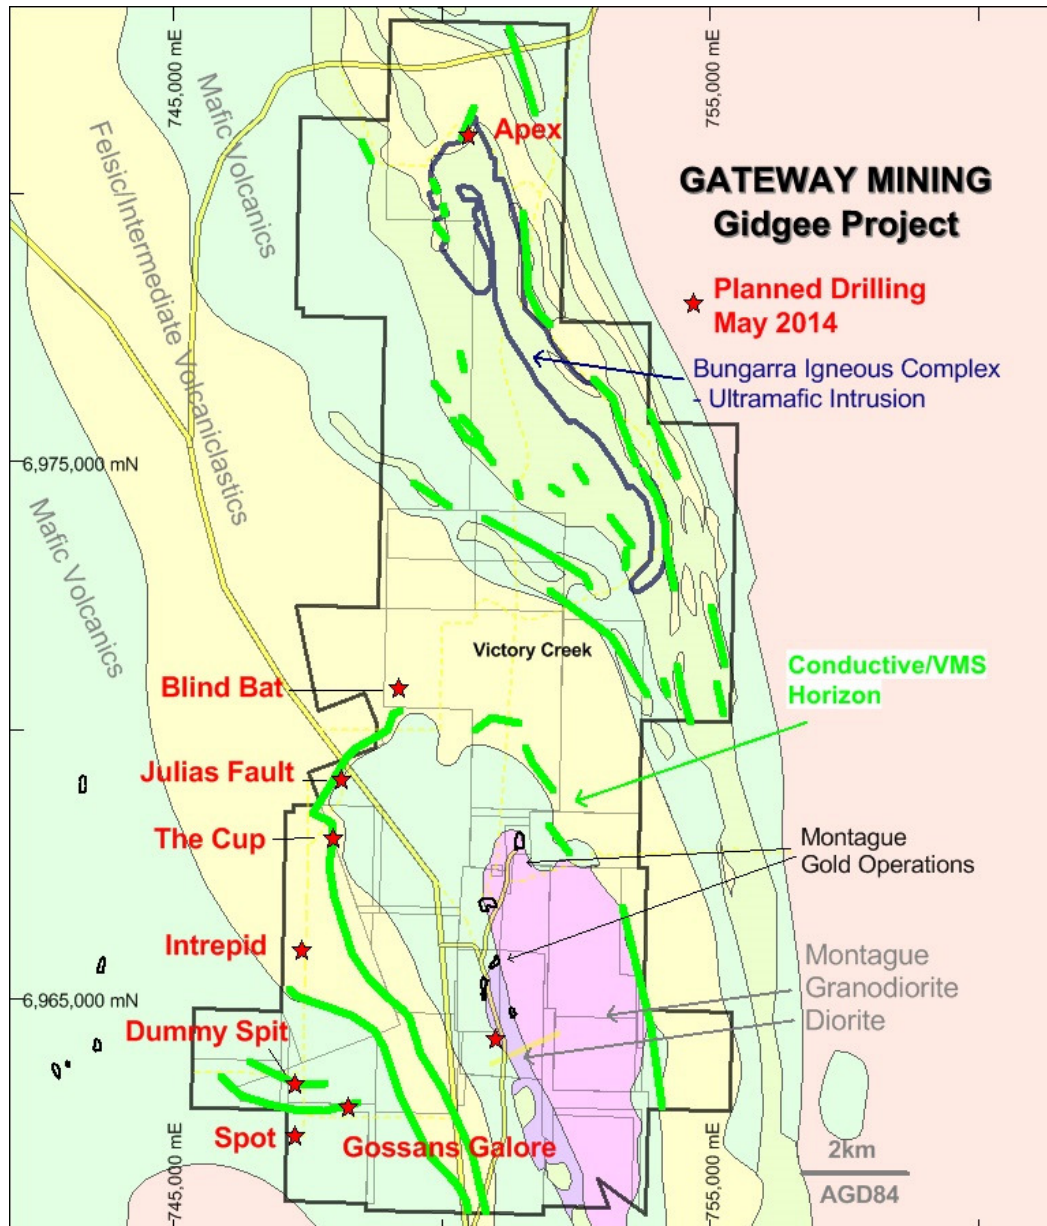 745,000 mE
755,000 mE
Mafic Volcanics
Felsic/Intermediate Volcaniclastics
Mafic Volcanics
Apex
GATEWAY MINING
Gidgee Project
Planned Drilling
May 2014
Bungarra Igneous Complex
- Ultramafic Intrusion
6,975,000 mN
Victory Creek
Blind Bat
Conductive/VMS
Horizon
Julias Fault
The Cup
Montague
Gold Operations
Intrepid
Montague
Granodiorite
Diorite
6,965,000 mN
Dummy Spit
Spot
Gossans Galore
745,000 mE
755,000 mE
2km
AGD84